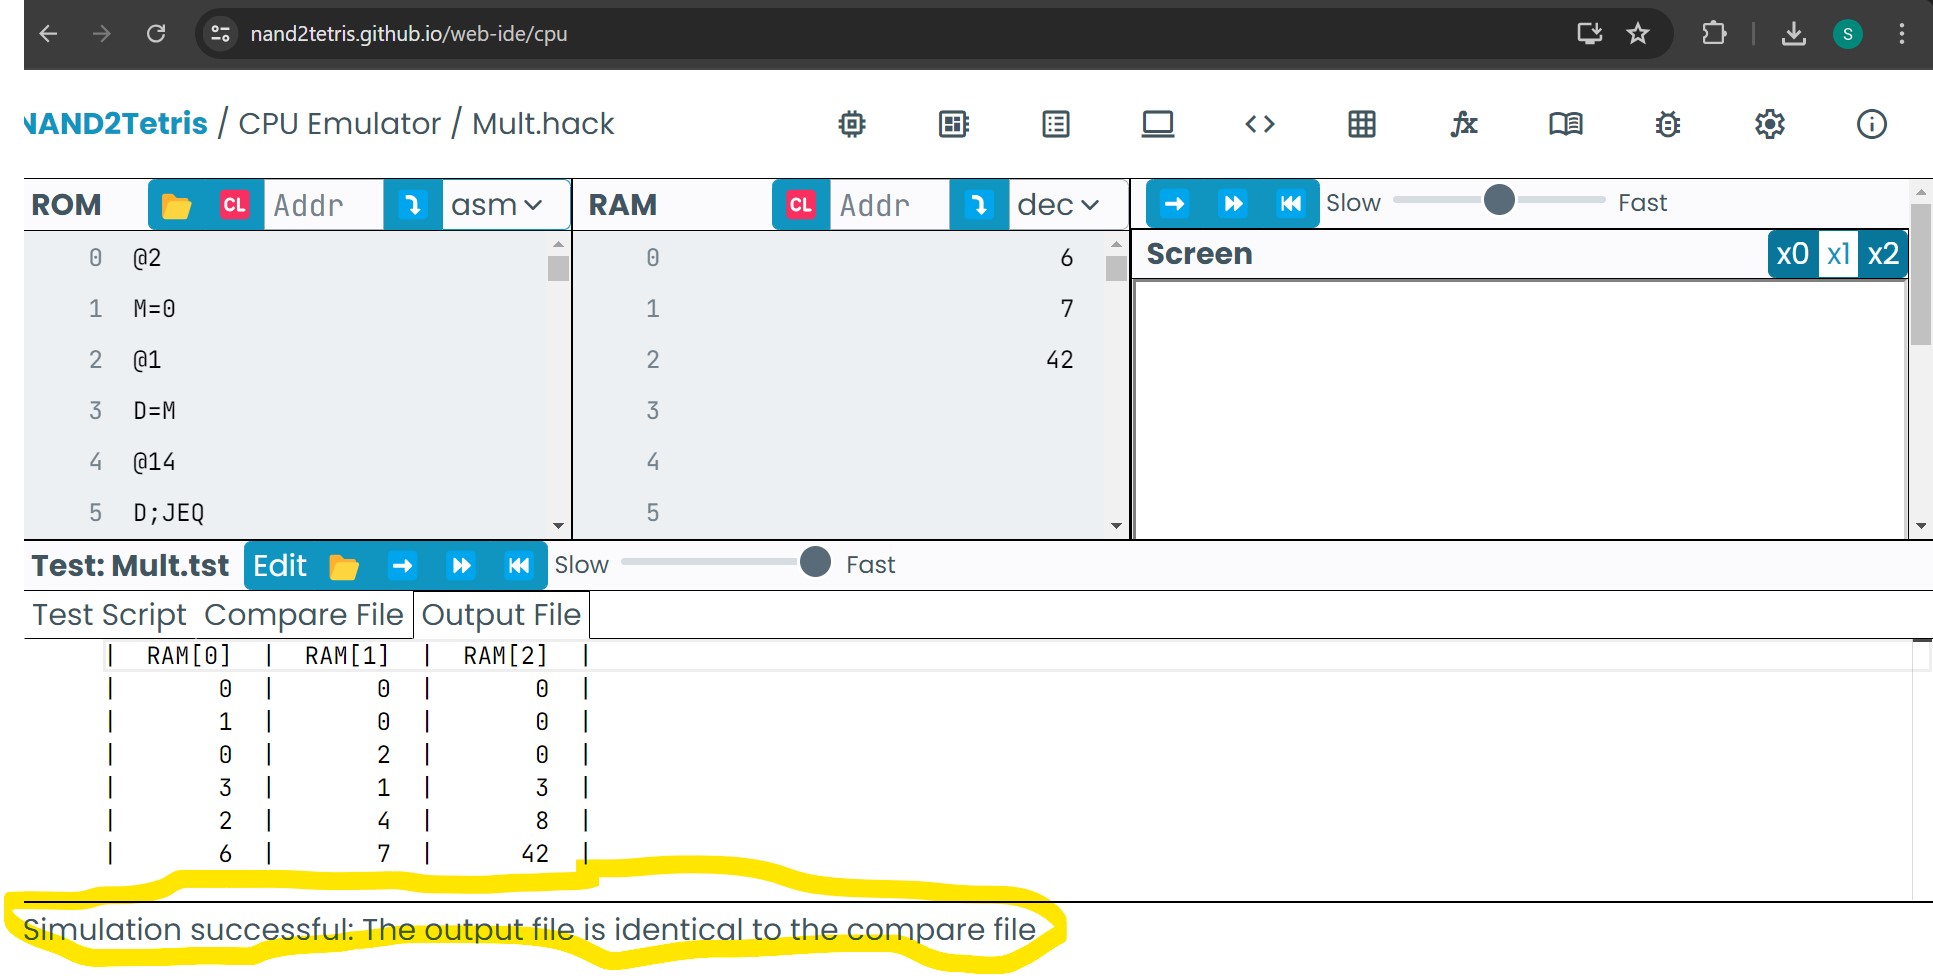 nand2tetris.github.io/web-ide/cpu
S
NAND2Tetris / CPU Emulator / Mult.hack
ROM CL Addr asm
0 @2
1 M=0
2 @1
3 D=M
4 @14
5 D;JEQ
RAM CL Addr dec
0 6
1 7
2 42
3
4
5
Slow Fast
Screen x0 x1 x2
Test: Mult.tst Edit Slow Fast
Test Script Compare File Output File
| RAM[0] | RAM[1] | RAM[2] |
| 0 | 0 | 0 |
| 1 | 0 | 0 |
| 0 | 2 | 0 |
| 3 | 1 | 3 |
| 2 | 4 | 8 |
| 6 | 7 | 42 |
Simulation successful: The output file is identical to the compare file